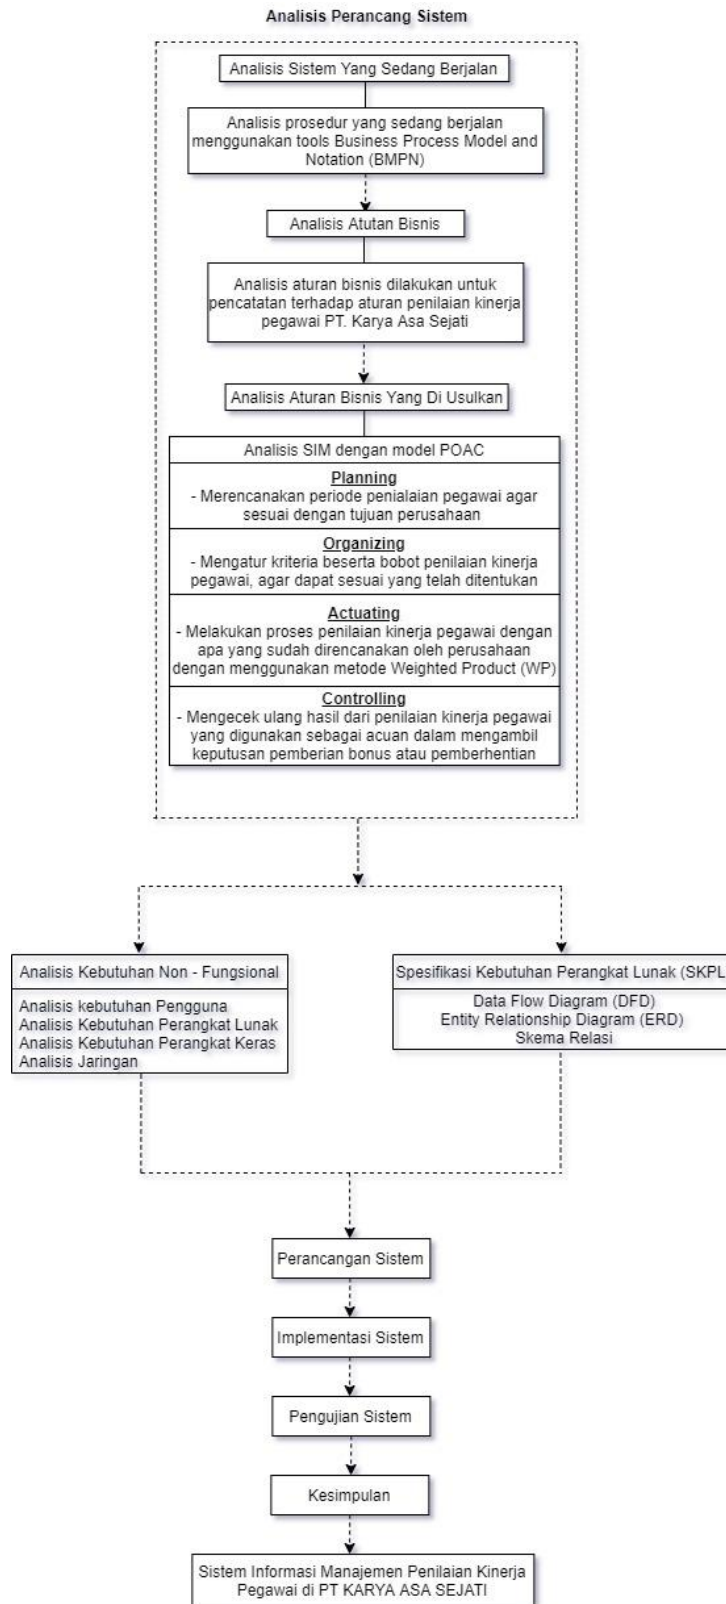 Analisis Perancang Sistem
Analisis Sistem Yang Sedang Berjalan
Analisis prosedur yang sedang berjalan
menggunakan tools Business Process Model and
Notation (BMPN)
Analisis Atutan Bisnis
Analisis aturan bisnis dilakukan untuk
pencatatan terhadap aturan penilaian kinerja
pegawai PT. Karya Asa Sejati
Analisis Aturan Bisnis Yang Di Usulkan
Analisis SIM dengan model POAC
Planning
- Merencanakan periode penialaian pegawai agar
sesuai dengan tujuan perusahaan
Organizing
- Mengatur kriteria beserta bobot penilaian kinerja
pegawai, agar dapat sesuai yang telah ditentukan
Actuating
- Melakukan proses penilaian kinerja pegawai dengan
apa yang sudah direncanakan oleh perusahaan
dengan menggunakan metode Weighted Product (WP)
Controlling
- Mengecek ulang hasil dari penilaian kinerja pegawai
yang digunakan sebagai acuan dalam mengambil
keputusan pemberian bonus atau pemberhentian
Analisis Kebutuhan Non - Fungsional
Analisis kebutuhan Pengguna
Analisis Kebutuhan Perangkat Lunak
Analisis Kebutuhan Perangkat Keras
Analisis Jaringan
Spesifikasi Kebutuhan Perangkat Lunak (SKPL
Data Flow Diagram (DFD)
Entity Relationship Diagram (ERD)
Skema Relasi
Perancangan Sistem
Implementasi Sistem
Pengujian Sistem
Kesimpulan
Sistem Informasi Manajemen Penilaian Kinerja
Pegawai di PT KARYA ASA SEJATI